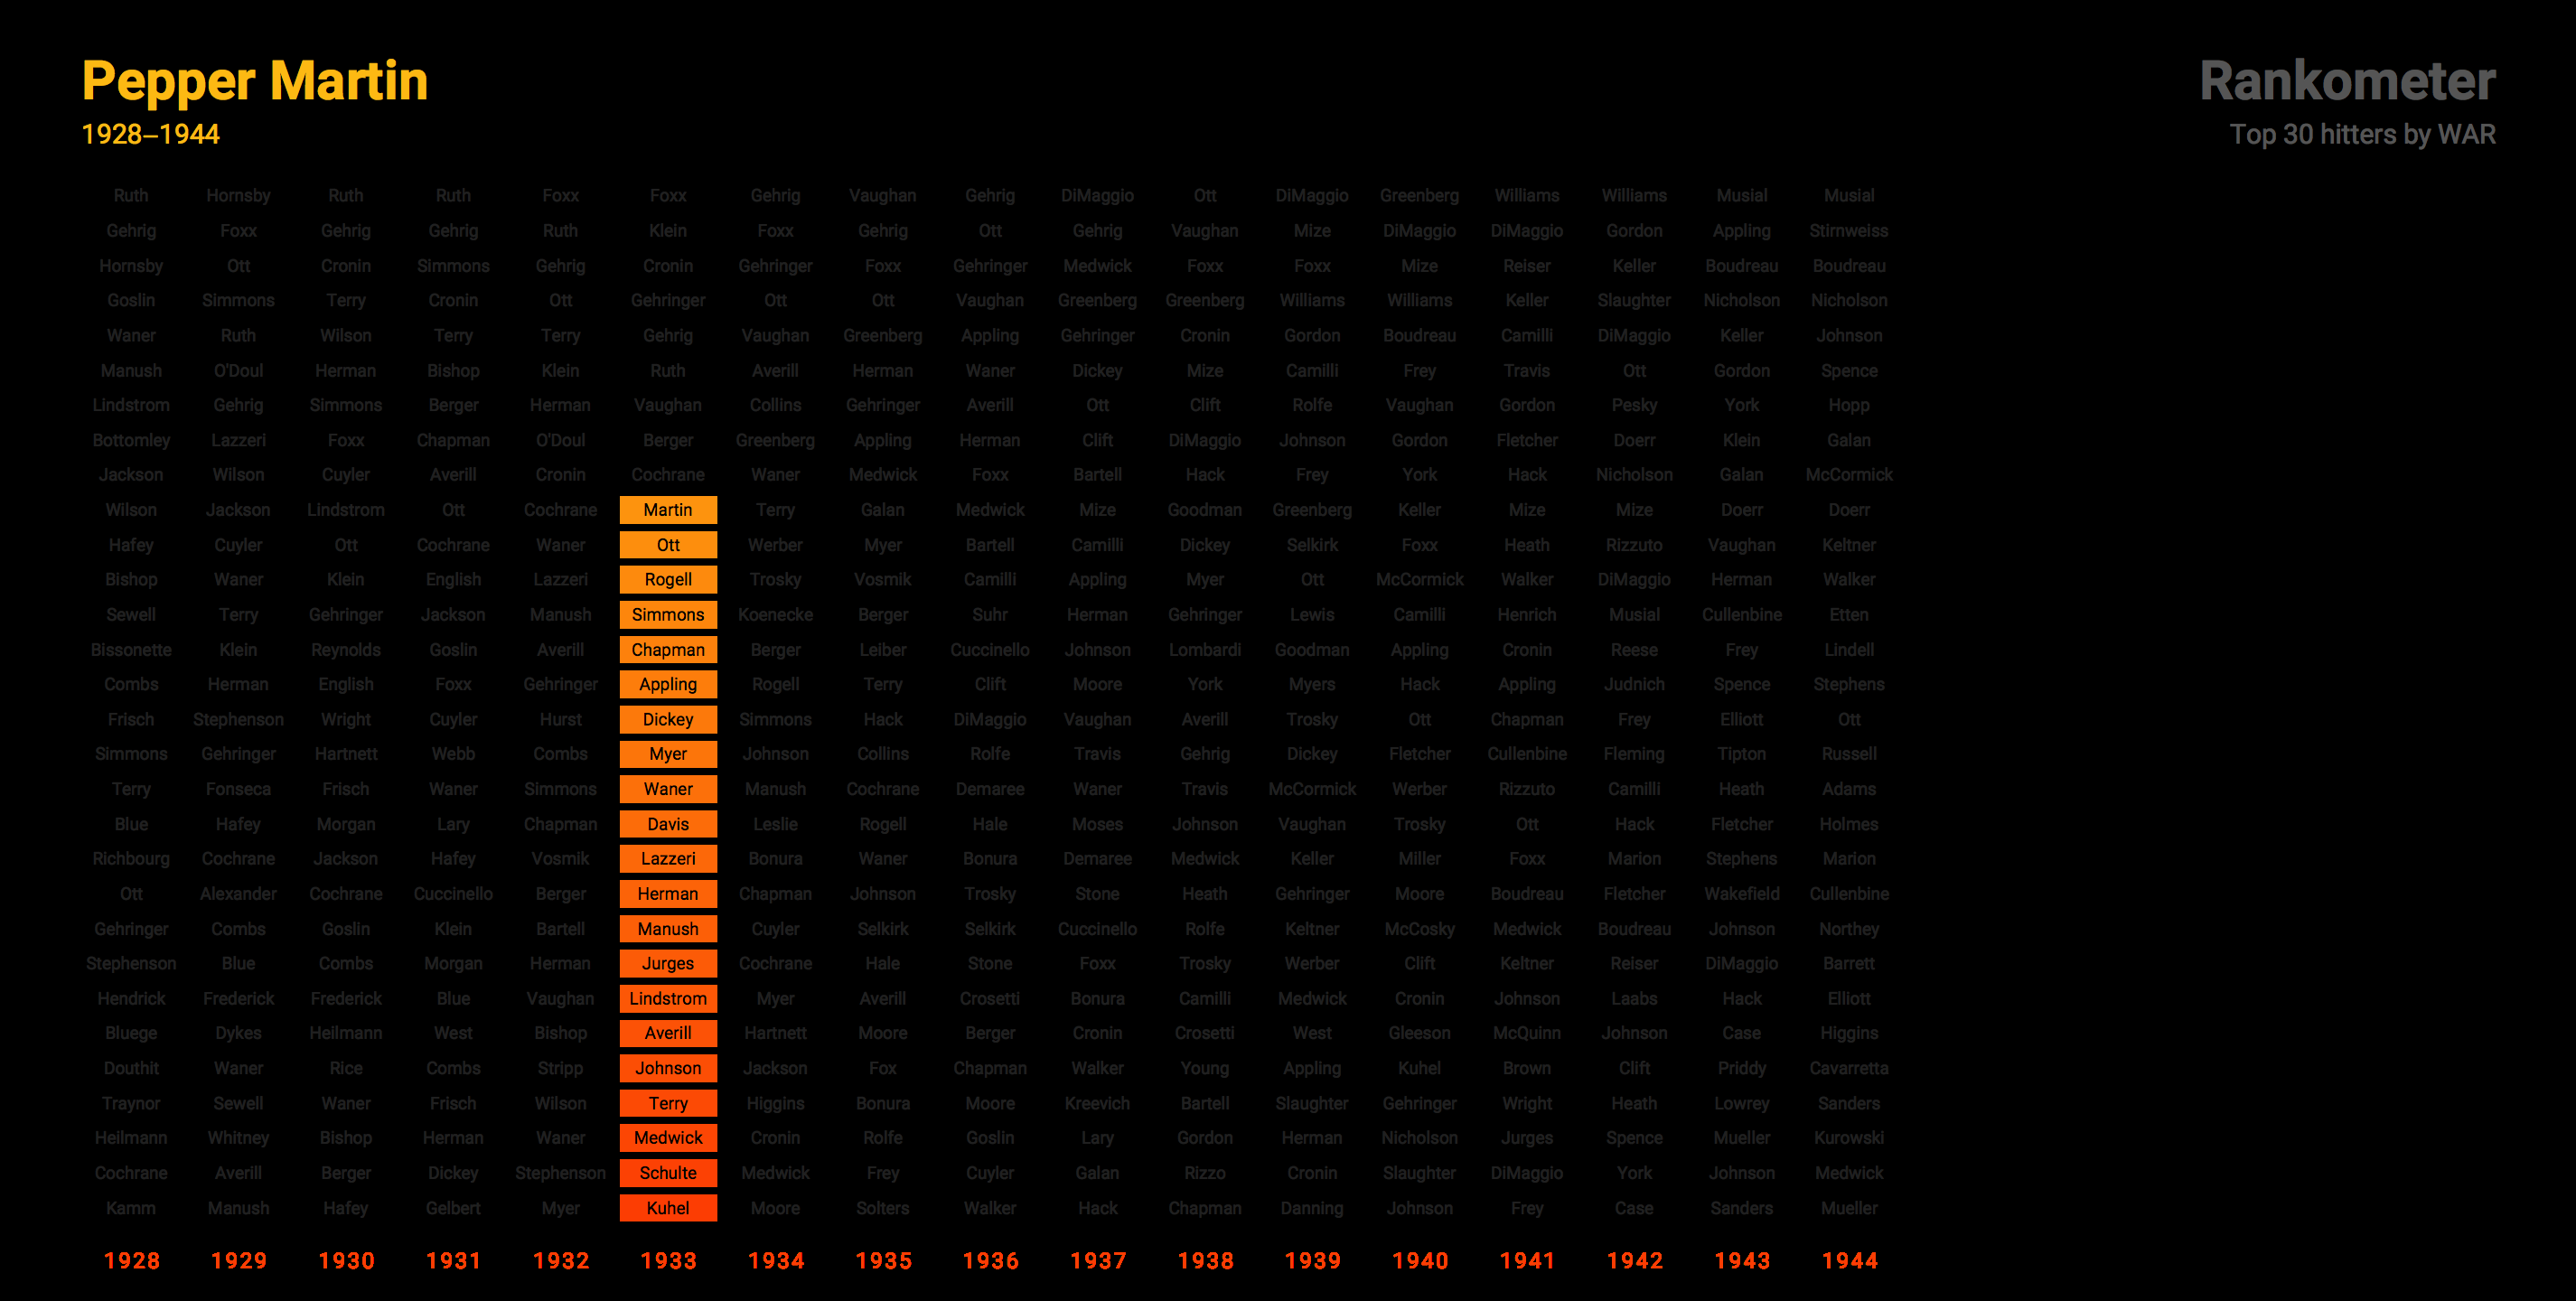 Pepper Martin
1928–1944
Rankometer
Top 30 hitters by WAR
Ruth Hornsby Ruth Ruth Foxx Foxx Gehrig Vaughan Gehrig DiMaggio Ott DiMaggio Greenberg Williams Williams Musial Musial
Gehrig Foxx Gehrig Gehrig Ruth Klein Foxx Gehrig Ott Gehrig Vaughan Mize DiMaggio DiMaggio Gordon Appling Stirnweiss
Hornsby Ott Cronin Simmons Gehrig Cronin Gehringer Foxx Gehringer Medwick Foxx Foxx Mize Reiser Keller Boudreau Boudreau
Goslin Simmons Terry Cronin Ott Gehringer Ott Ott Vaughan Greenberg Greenberg Williams Williams Keller Slaughter Nicholson Nicholson
Waner Ruth Wilson Terry Terry Gehrig Vaughan Greenberg Appling Gehringer Cronin Gordon Boudreau Camilli DiMaggio Keller Johnson
Manush O'Doul Herman Bishop Klein Ruth Averill Herman Waner Dickey Mize Camilli Frey Travis Ott Gordon Spence
Lindstrom Gehrig Simmons Berger Herman Vaughan Collins Gehringer Averill Ott Clift Rolfe Vaughan Gordon Pesky York Hopp
Bottomley Lazzeri Foxx Chapman O'Doul Berger Greenberg Appling Herman Clift DiMaggio Johnson Gordon Fletcher Doerr Klein Galan
Jackson Wilson Cuyler Averill Cronin Cochrane Waner Medwick Foxx Bartell Hack Frey York Hack Nicholson Galan McCormick
Wilson Jackson Lindstrom Ott Cochrane Martin Terry Galan Medwick Mize Goodman Greenberg Keller Mize Mize Doerr Doerr
Hafey Cuyler Ott Cochrane Waner Ott Werber Myer Bartell Camilli Dickey Selkirk Foxx Heath Rizzuto Vaughan Keltner
Bishop Waner Klein English Lazzeri Rogell Trosky Vosmik Camilli Appling Myer Ott McCormick Walker DiMaggio Herman Walker
Sewell Terry Gehringer Jackson Manush Simmons Koenecke Berger Suhr Herman Gehringer Lewis Camilli Henrich Musial Cullenbine Etten
Bissonette Klein Reynolds Goslin Averill Chapman Berger Leiber Cuccinello Johnson Lombardi Goodman Appling Cronin Reese Frey Lindell
Combs Herman English Foxx Gehringer Appling Rogell Terry Clift Moore York Myers Hack Appling Judnich Spence Stephens
Frisch Stephenson Wright Cuyler Hurst Dickey Simmons Hack DiMaggio Vaughan Averill Trosky Ott Chapman Frey Elliott Ott
Simmons Gehringer Hartnett Webb Combs Myer Johnson Collins Rolfe Travis Gehrig Dickey Fletcher Cullenbine Fleming Tipton Russell
Terry Fonseca Frisch Waner Simmons Waner Manush Cochrane Demaree Waner Travis McCormick Werber Rizzuto Camilli Heath Adams
Blue Hafey Morgan Lary Chapman Davis Leslie Rogell Hale Moses Johnson Vaughan Trosky Ott Hack Fletcher Holmes
Richbourg Cochrane Jackson Hafey Vosmik Lazzeri Bonura Waner Bonura Demaree Medwick Keller Miller Foxx Marion Stephens Marion
Ott Alexander Cochrane Cuccinello Berger Herman Chapman Johnson Trosky Stone Heath Gehringer Moore Boudreau Fletcher Wakefield Cullenbine
Gehringer Combs Goslin Klein Bartell Manush Cuyler Selkirk Selkirk Cuccinello Rolfe Keltner McCosky Medwick Boudreau Johnson Northey
Stephenson Blue Combs Morgan Herman Jurges Cochrane Hale Stone Foxx Trosky Werber Clift Keltner Reiser DiMaggio Barrett
Hendrick Frederick Frederick Blue Vaughan Lindstrom Myer Averill Crosetti Bonura Camilli Medwick Cronin Johnson Laabs Hack Elliott
Bluege Dykes Heilmann West Bishop Averill Hartnett Moore Berger Cronin Crosetti West Gleeson McQuinn Johnson Case Higgins
Douthit Waner Rice Combs Stripp Johnson Jackson Fox Chapman Walker Young Appling Kuhel Brown Clift Priddy Cavarretta
Traynor Sewell Waner Frisch Wilson Terry Higgins Bonura Moore Kreevich Bartell Slaughter Gehringer Wright Heath Lowrey Sanders
Heilmann Whitney Bishop Herman Waner Medwick Cronin Rolfe Goslin Lary Gordon Herman Nicholson Jurges Spence Mueller Kurowski
Cochrane Averill Berger Dickey Stephenson Schulte Medwick Frey Cuyler Galan Rizzo Cronin Slaughter DiMaggio York Johnson Medwick
Kamm Manush Hafey Gelbert Myer Kuhel Moore Solters Walker Hack Chapman Danning Johnson Frey Case Sanders Mueller
1928 1929 1930 1931 1932 1933 1934 1935 1936 1937 1938 1939 1940 1941 1942 1943 1944